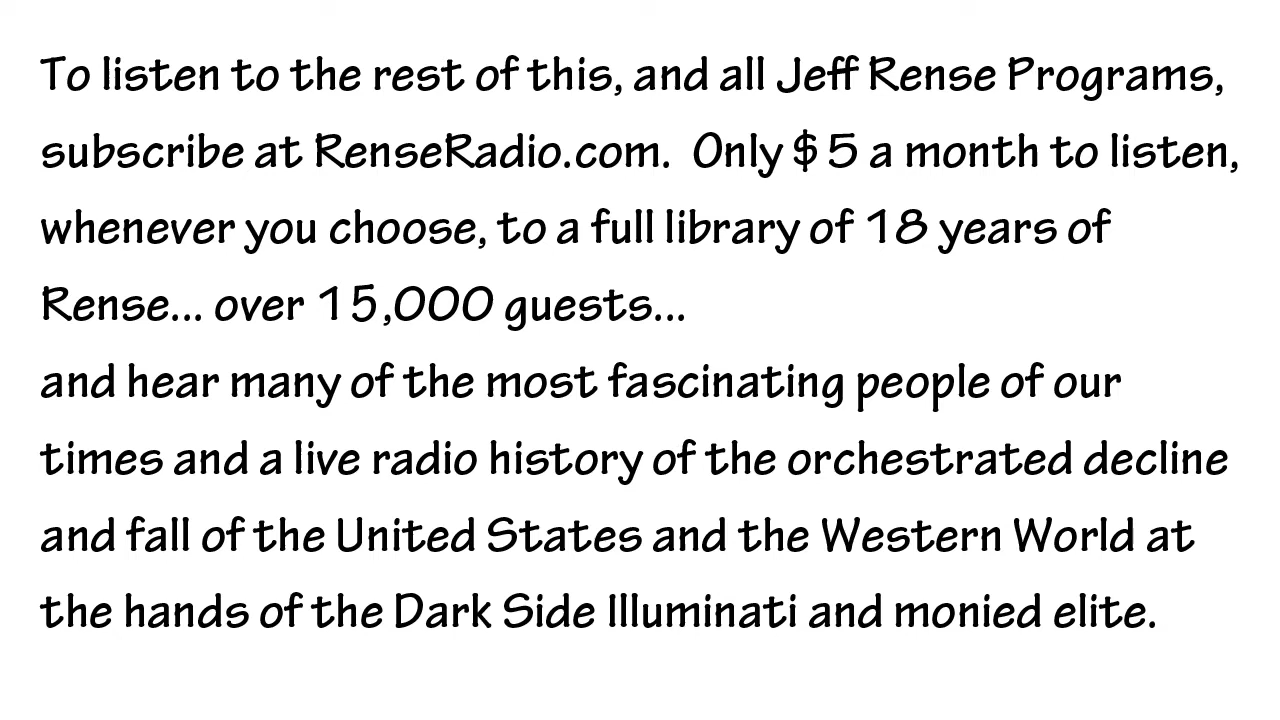 To listen to the rest of this, and all Jeff Rense Programs,
subscribe at RenseRadio.com.  Only $5 a month to listen,
whenever you choose, to a full library of 18 years of
Rense... over 15,000 guests...
and hear many of the most fascinating people of our
times and a live radio history of the orchestrated decline
and fall of the United States and the Western World at
the hands of the Dark Side Illuminati and monied elite.